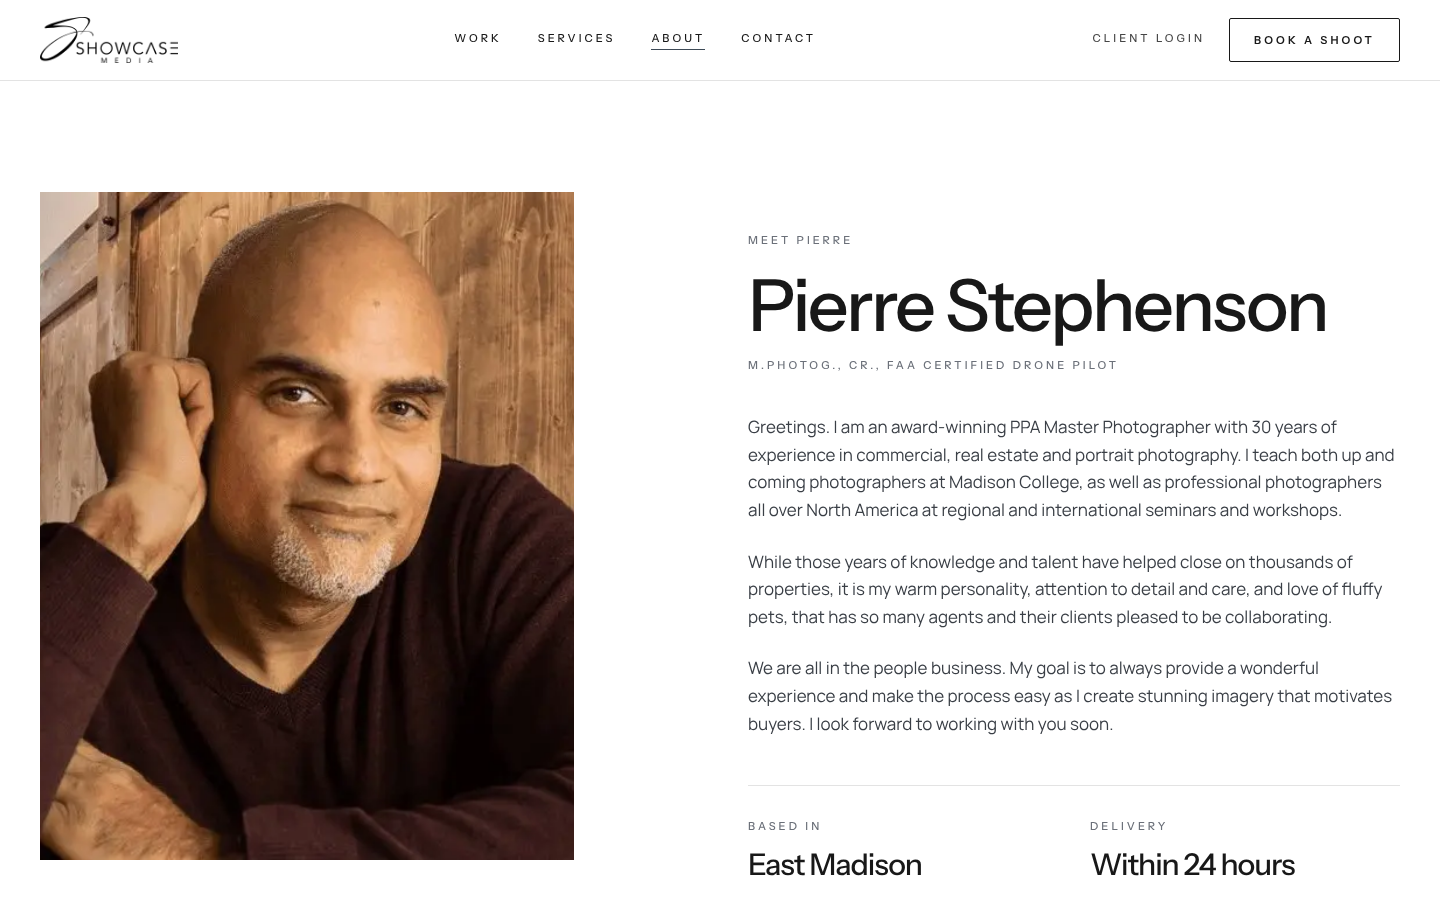 SHOWCASE
MEDIA
WORK
SERVICES
ABOUT
CONTACT
CLIENT LOGIN
BOOK A SHOOT
MEET PIERRE
Pierre Stephenson
M.PHOTOG., CR., FAA CERTIFIED DRONE PILOT
Greetings. I am an award-winning PPA Master Photographer with 30 years of
experience in commercial, real estate and portrait photography. I teach both up and
coming photographers at Madison College, as well as professional photographers
all over North America at regional and international seminars and workshops.
While those years of knowledge and talent have helped close on thousands of
properties, it is my warm personality, attention to detail and care, and love of fluffy
pets, that has so many agents and their clients pleased to be collaborating.
We are all in the people business. My goal is to always provide a wonderful
experience and make the process easy as I create stunning imagery that motivates
buyers. I look forward to working with you soon.
BASED IN
East Madison
DELIVERY
Within 24 hours